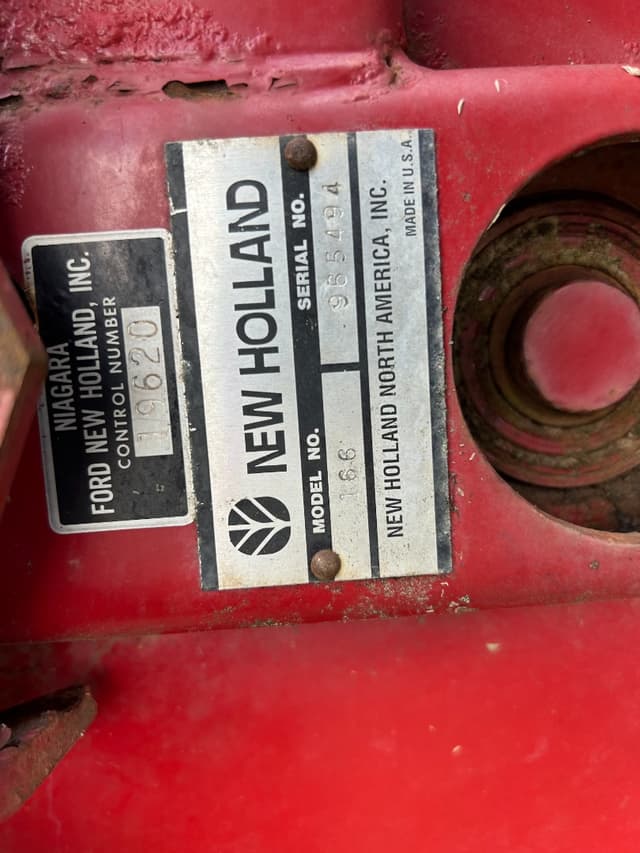 NIAGARA
FORD NEW HOLLAND, INC.
CONTROL NUMBER
19620
NEW HOLLAND
MODEL NO. SERIAL NO.
166 965494
NEW HOLLAND NORTH AMERICA, INC.
MADE IN U.S.A.